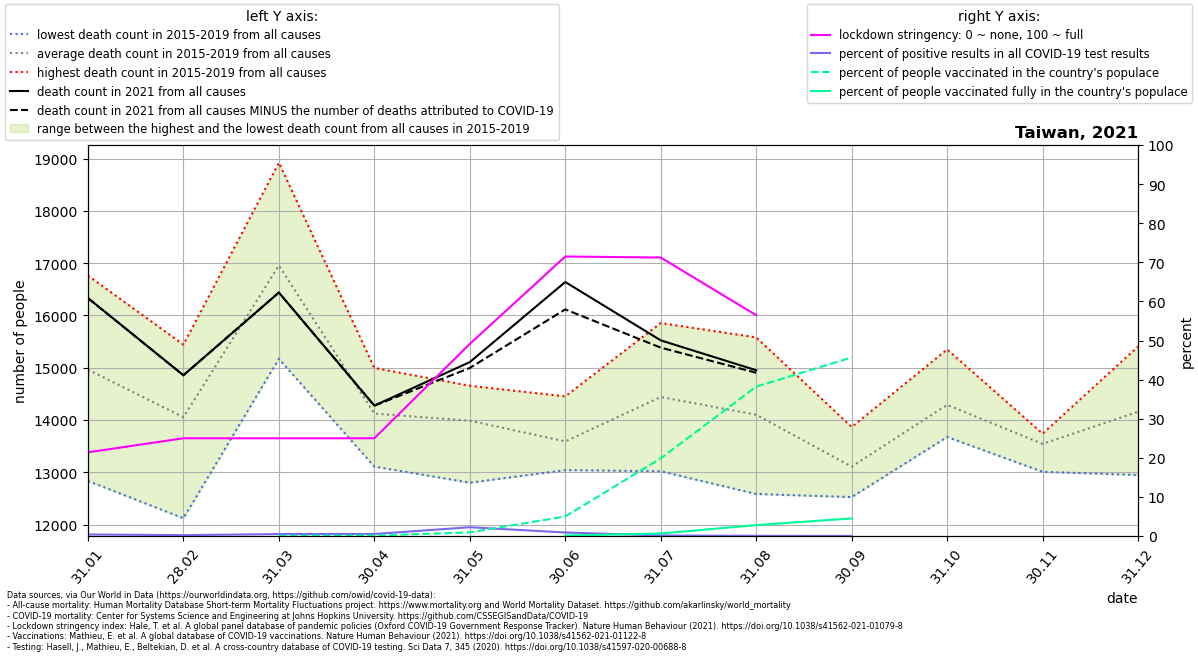 left Y axis:
lowest death count in 2015-2019 from all causes
average death count in 2015-2019 from all causes
highest death count in 2015-2019 from all causes
death count in 2021 from all causes
death count in 2021 from all causes MINUS the number of deaths attributed to COVID-19
range between the highest and the lowest death count from all causes in 2015-2019
right Y axis:
lockdown stringency: 0 ~ none, 100 ~ full
percent of positive results in all COVID-19 test results
percent of people vaccinated in the country's populace
percent of people vaccinated fully in the country's populace
Taiwan, 2021
number of people
19000
18000
17000
16000
15000
14000
13000
12000
100
90
80
70
60
50
40
30
20
10
0
percent
31.01
28.02
31.03
30.04
31.05
30.06
31.07
31.08
30.09
31.10
30.11
31.12
date
Data sources, via Our World in Data (https://ourworldindata.org, https://github.com/owid/covid-19-data):
- All-cause mortality: Human Mortality Database Short-term Mortality Fluctuations project. https://www.mortality.org and World Mortality Dataset. https://github.com/akarlinsky/world_mortality
- COVID-19 mortality: Center for Systems Science and Engineering at Johns Hopkins University. https://github.com/CSSEGISandData/COVID-19
- Lockdown stringency index: Hale, T. et al. A global panel database of pandemic policies (Oxford COVID-19 Government Response Tracker). Nature Human Behaviour (2021). https://doi.org/10.1038/s41562-021-01079-8
- Vaccinations: Mathieu, E. et al. A global database of COVID-19 vaccinations. Nature Human Behaviour (2021). https://doi.org/10.1038/s41562-021-01122-8
- Testing: Hasell, J., Mathieu, E., Beltekian, D. et al. A cross-country database of COVID-19 testing. Sci Data 7, 345 (2020). https://doi.org/10.1038/s41597-020-00688-8